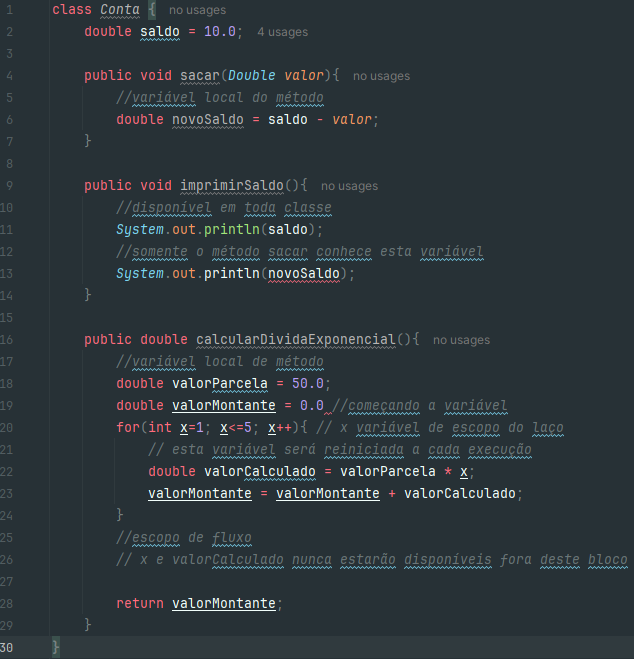 1 class Conta { no usages
2 double saldo = 10.0; 4 usages
3
4 public void sacar(Double valor){ no usages
5 //variável local do método
6 double novoSaldo = saldo - valor;
7 }
8
9 public void imprimirSaldo(){ no usages
10 //disponível em toda classe
11 System.out.println(saldo);
12 //somente o método sacar conhece esta variável
13 System.out.println(novoSaldo);
14 }
15
16 public double calcularDividaExponencial(){ no usages
17 //variável local de método
18 double valorParcela = 50.0;
19 double valorMontante = 0.0 //começando a variável
20 for(int x=1; x<=5; x++){ // x variável de escopo do laço
21 // esta variável será reiniciada a cada execução
22 double valorCalculado = valorParcela * x;
23 valorMontante = valorMontante + valorCalculado;
24 }
25 //escopo de fluxo
26 // x e valorCalculado nunca estarão disponíveis fora deste bloco
27
28 return valorMontante;
29 }
30 }